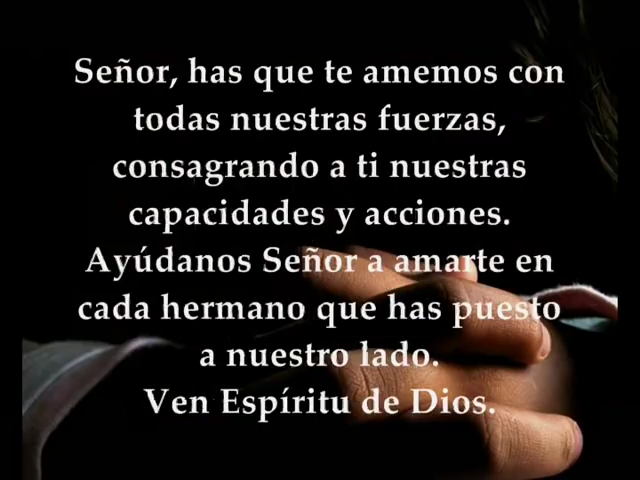 Señor, has que te amemos con
todas nuestras fuerzas,
consagrando a ti nuestras
capacidades y acciones.
Ayúdanos Señor a amarte en
cada hermano que has puesto
a nuestro lado.
Ven Espíritu de Dios.